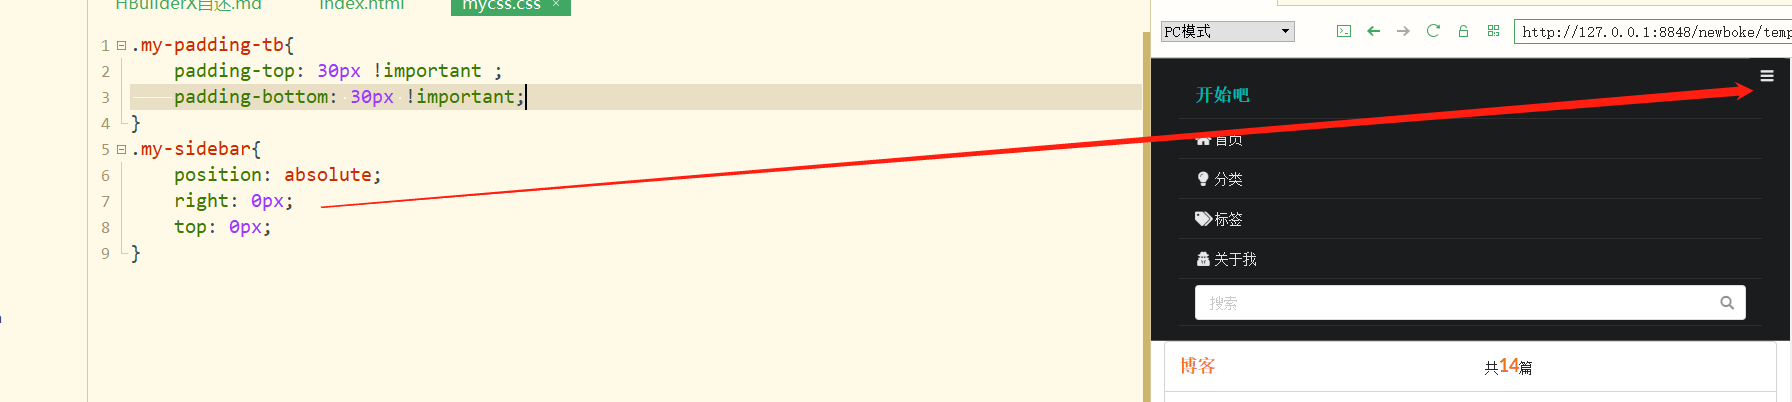 HBuilderX自述.md index.html mycss.css ×
1 .my-padding-tb{
2 padding-top: 30px !important ;
3 padding-bottom: 30px !important;
4 }
5 .my-sidebar{
6 position: absolute;
7 right: 0px;
8 top: 0px;
9 }
PC模式
http://127.0.0.1:8848/newboke/temp
开始吧
首页
分类
标签
关于我
搜索
博客
共14篇